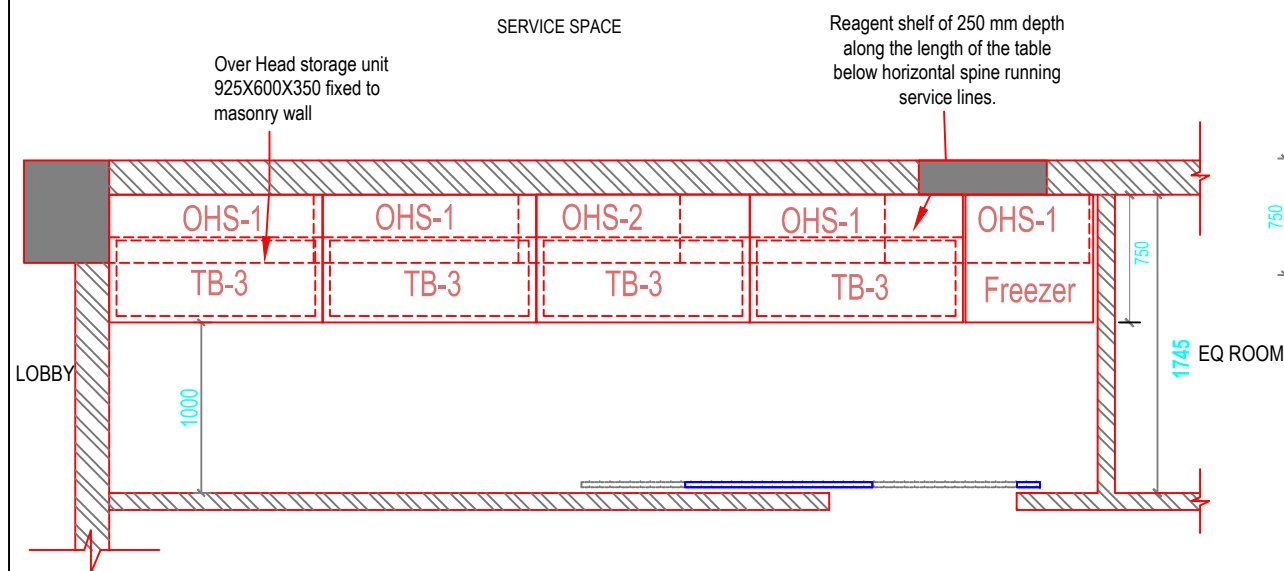 SERVICE SPACE
Reagent shelf of 250 mm depth
along the length of the table
below horizontal spine running
service lines.
Over Head storage unit
925X600X350 fixed to
masonry wall
OHS-1
OHS-1
OHS-2
OHS-1
OHS-1
TB-3
TB-3
TB-3
TB-3
Freezer
750
750
1745
EQ ROOM
LOBBY
1000